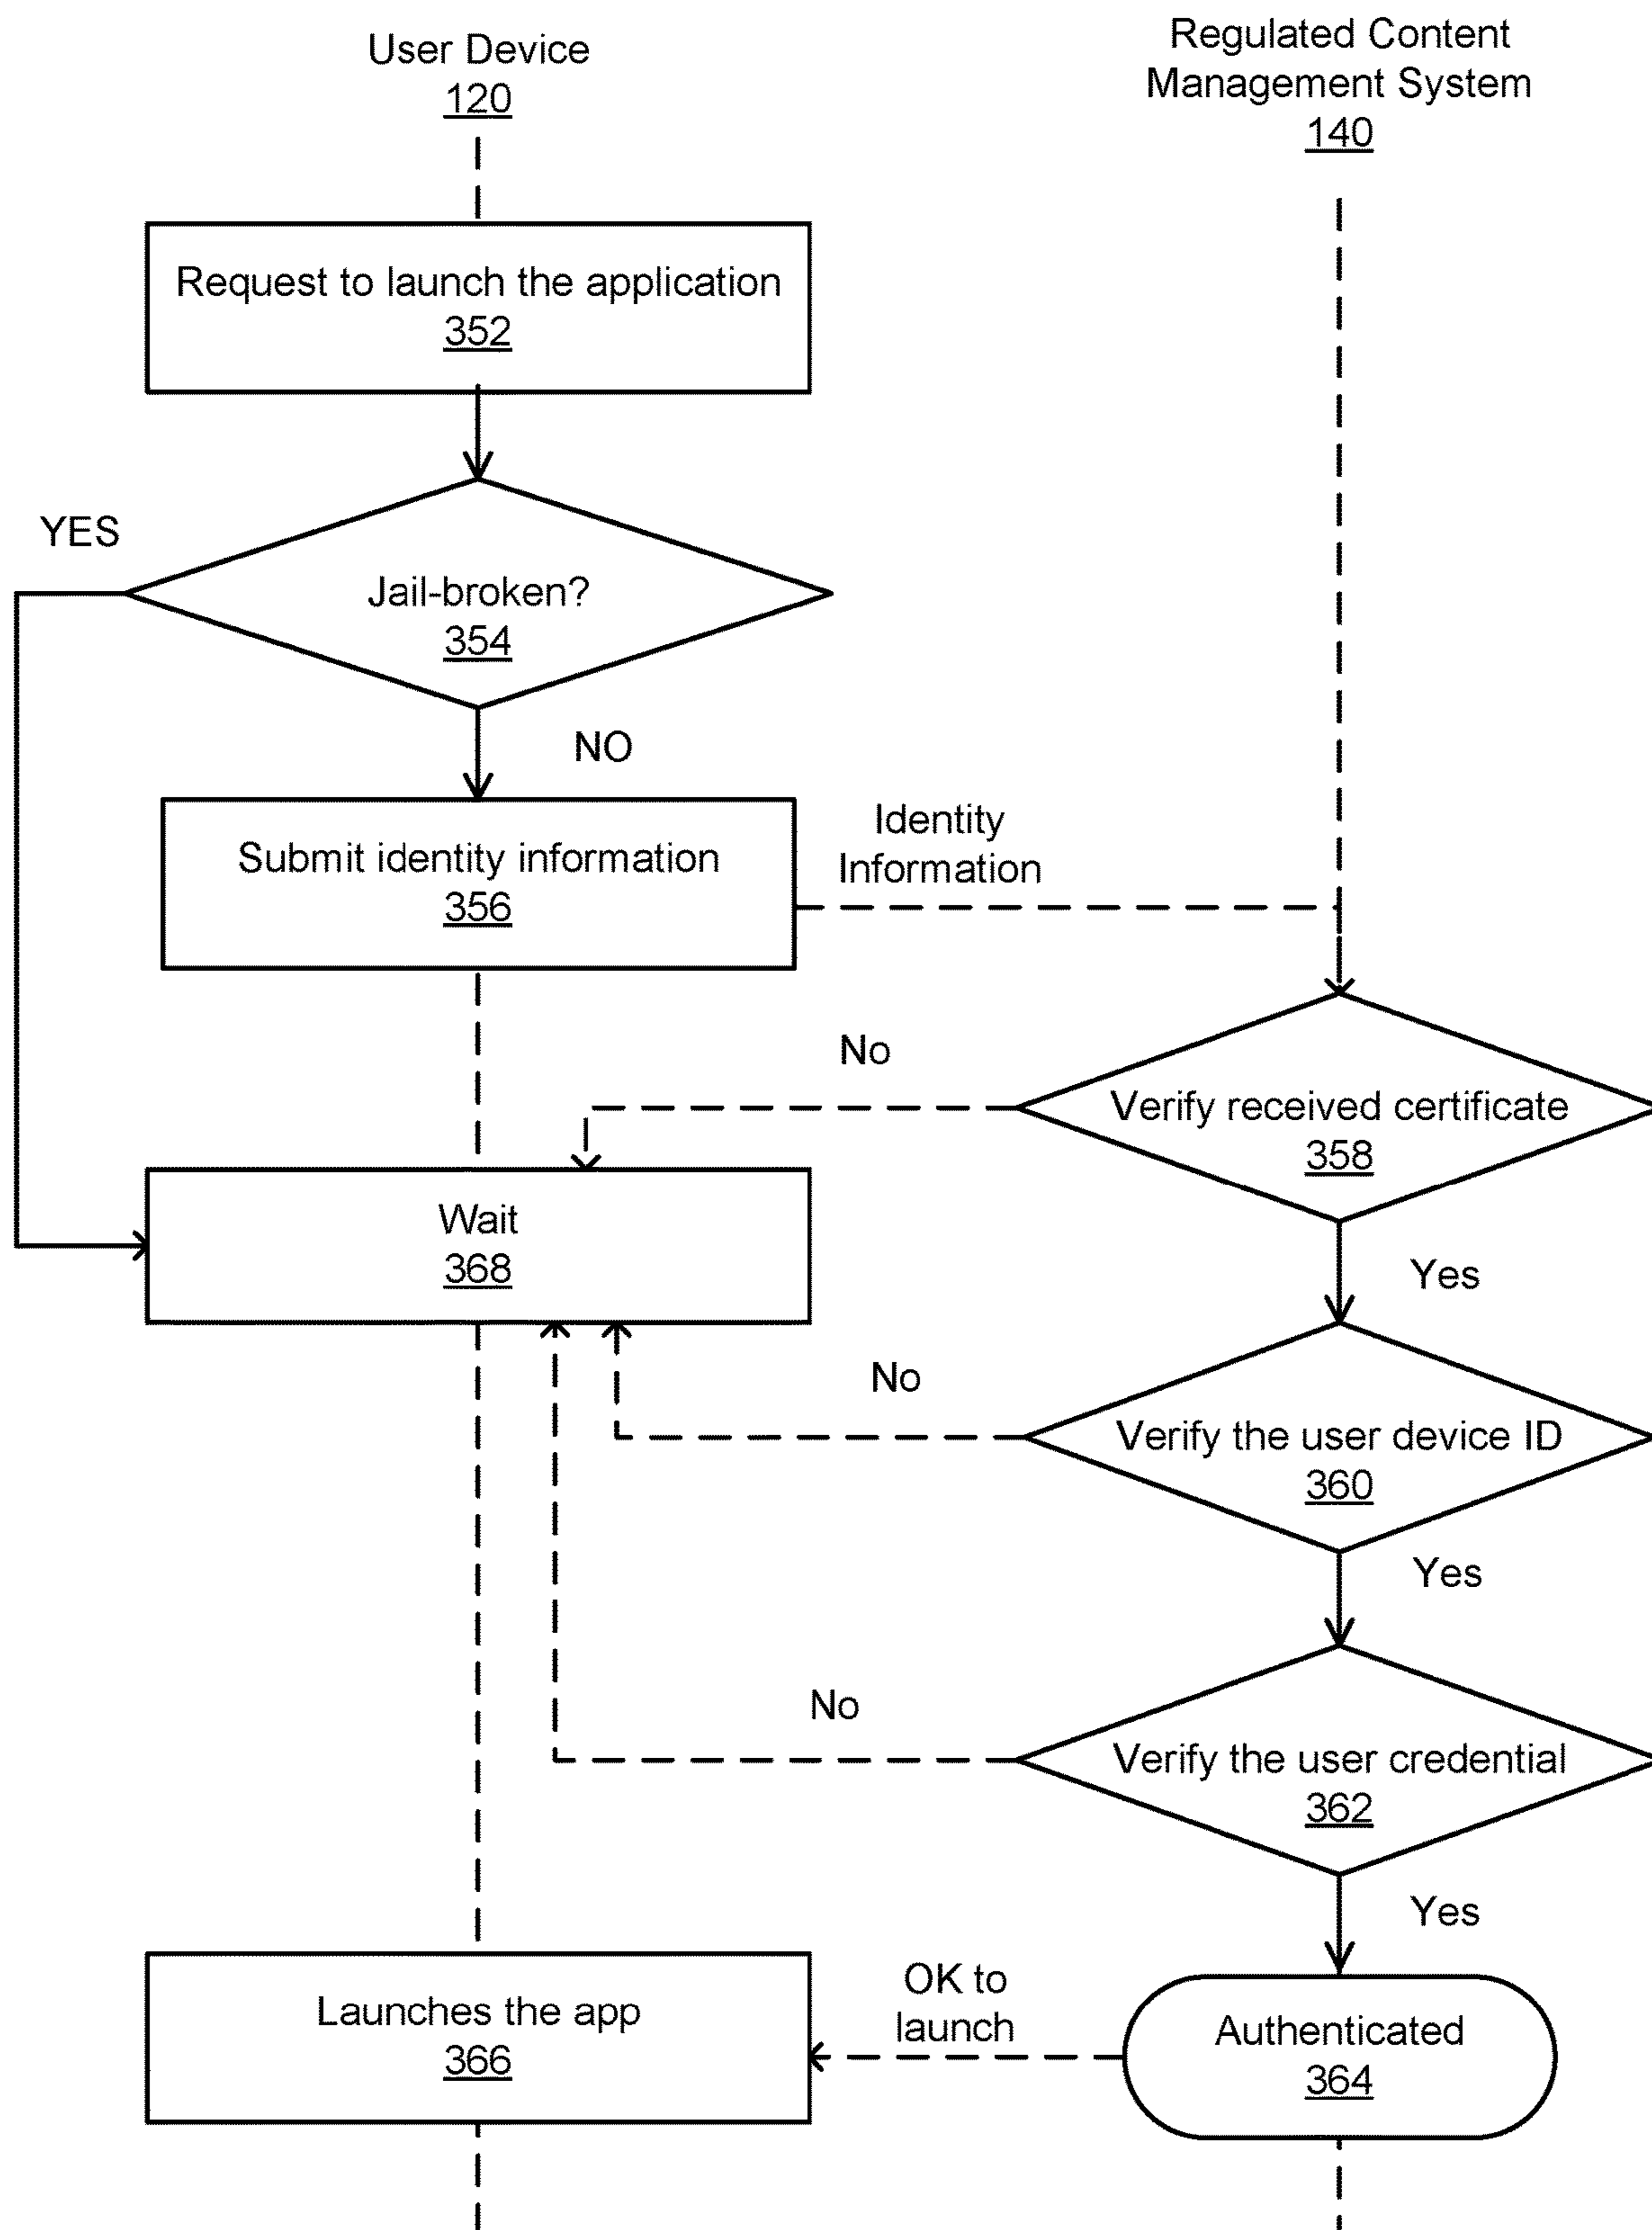 User Device
120
Regulated Content
Management System
140
Request to launch the application
352
YES
Jail-broken?
354
NO
Submit identity information
356
Identity
Information
No
Verify received certificate
358
Wait
368
Yes
No
Verify the user device ID
360
Yes
No
Verify the user credential
362
Yes
Launches the app
366
OK to
launch
Authenticated
364